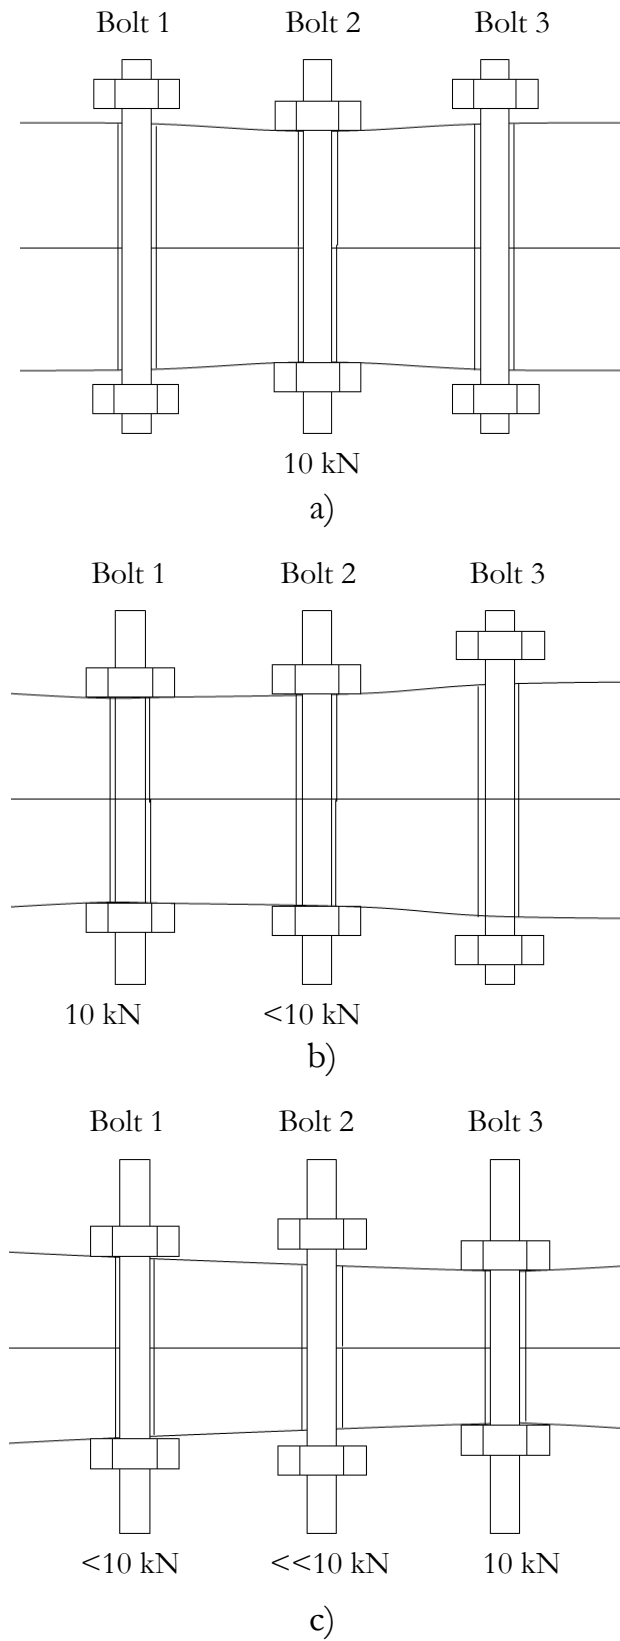 Bolt 1 Bolt 2 Bolt 3
10 kN
a)
Bolt 1 Bolt 2 Bolt 3
10 kN <10 kN
b)
Bolt 1 Bolt 2 Bolt 3
<10 kN <<10 kN 10 kN
c)